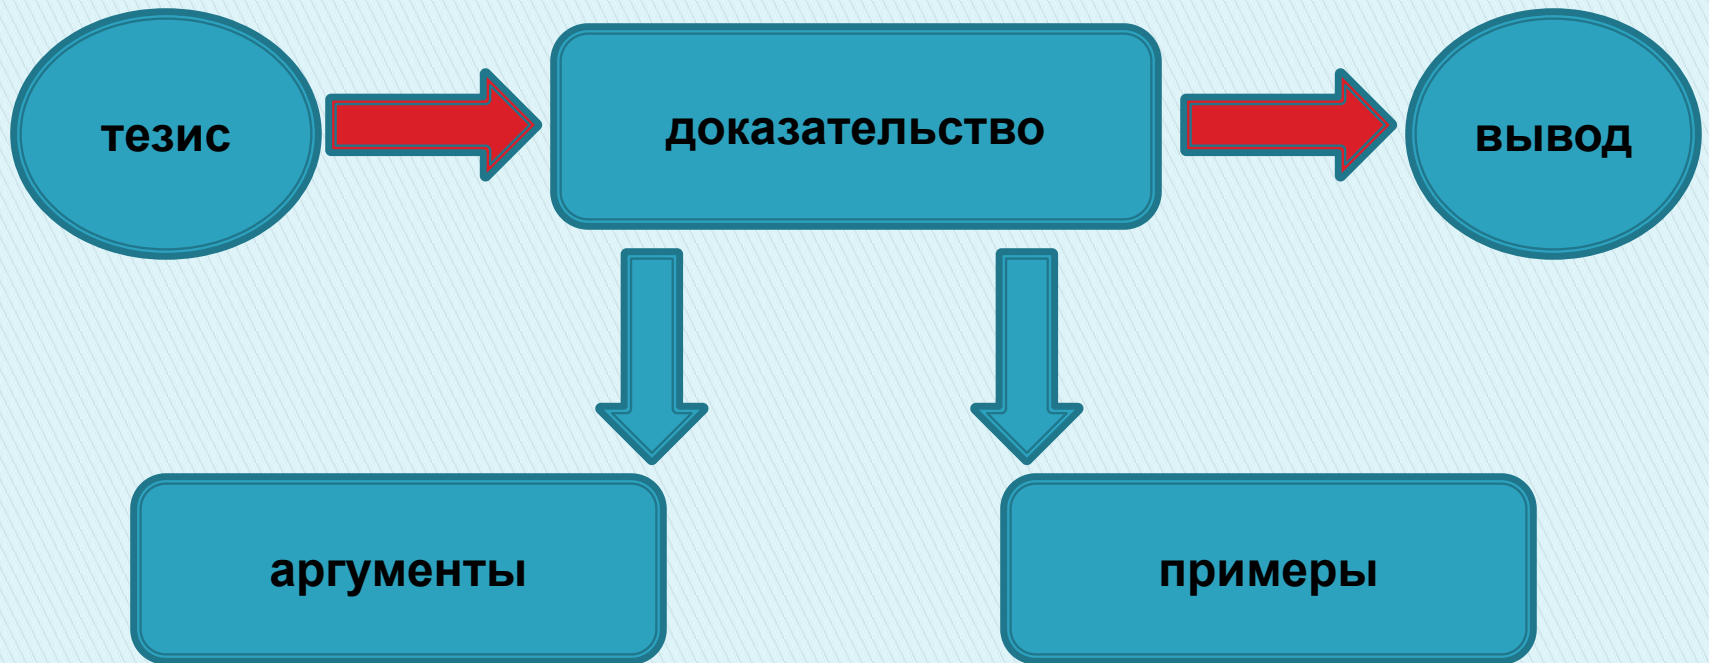 тезис
доказательство
вывод
аргументы
примеры